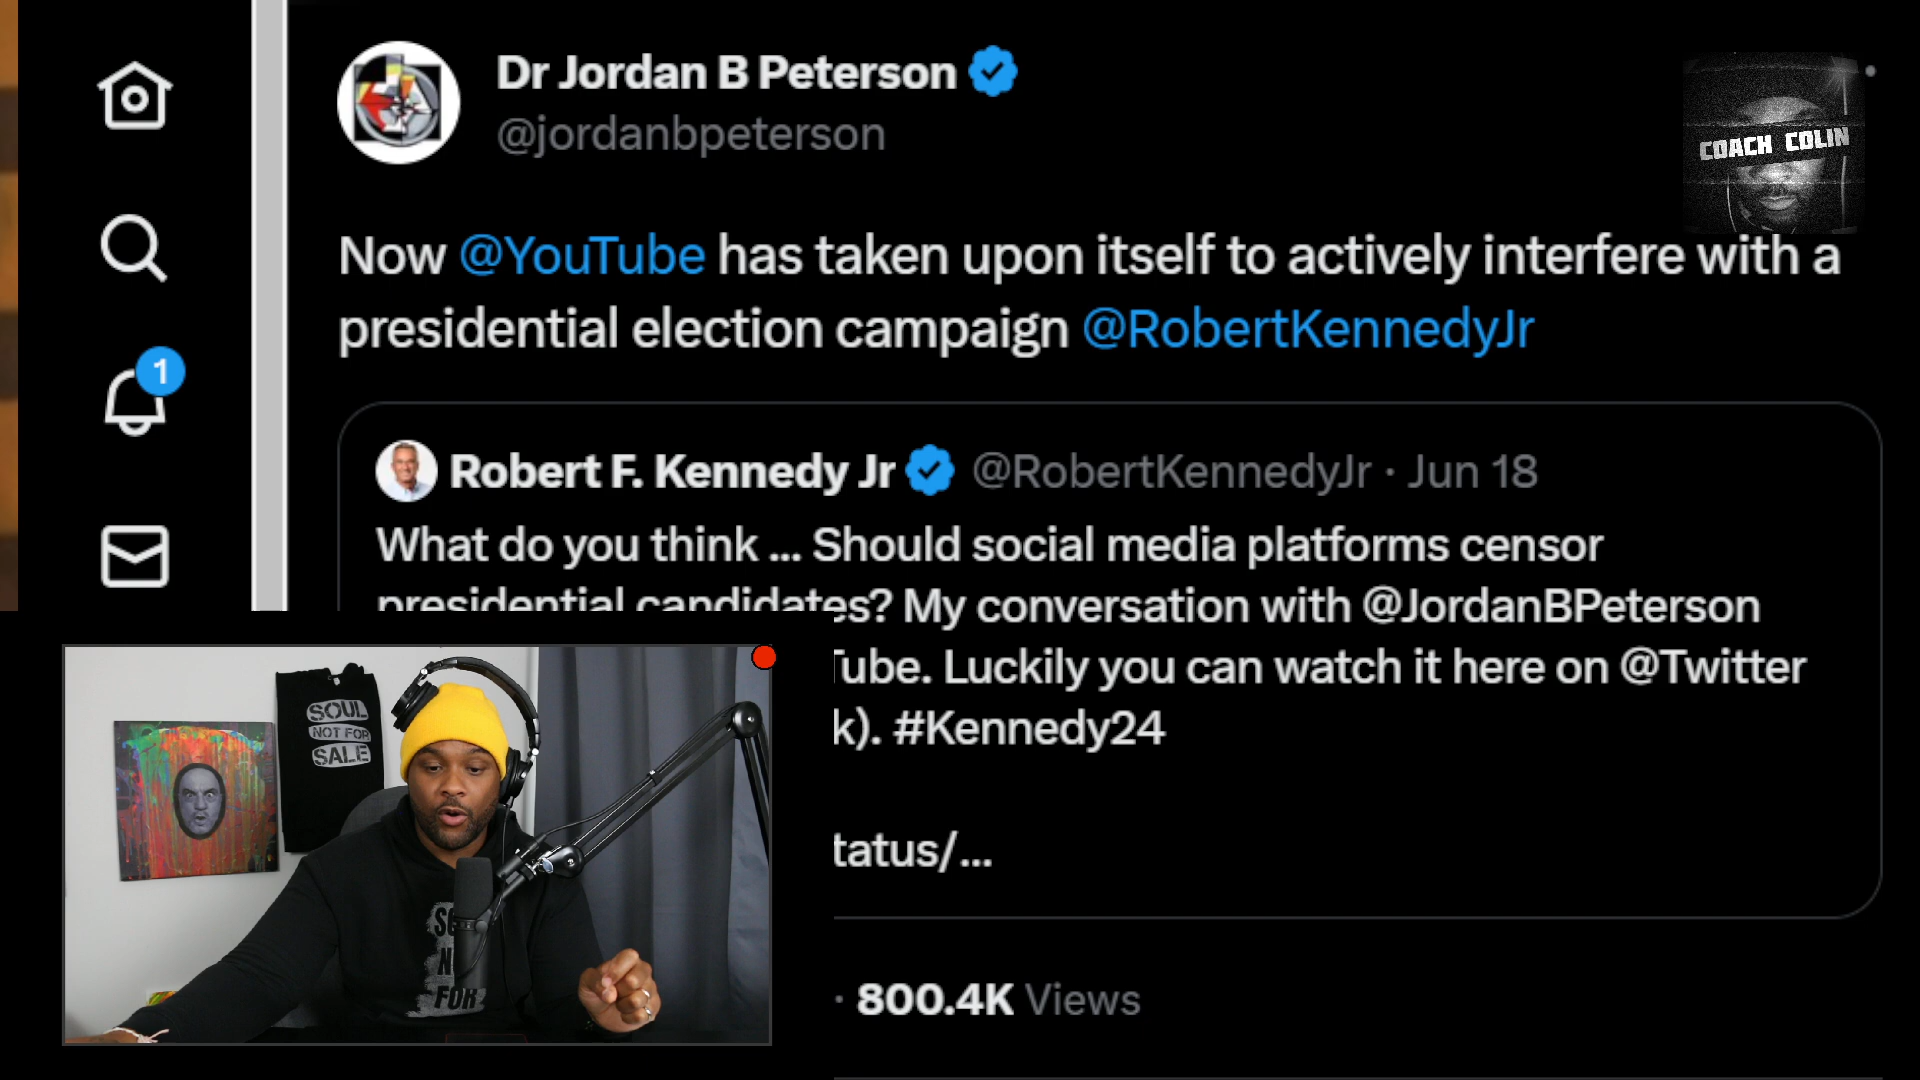 Dr Jordan B Peterson
@jordanbpeterson
COACH COLIN
Now @YouTube has taken upon itself to actively interfere with a
presidential election campaign @RobertKennedyJr
1
Robert F. Kennedy Jr @RobertKennedyJr · Jun 18
What do you think ... Should social media platforms censor
presidential candidates? My conversation with @JordanBPeterson
Tube. Luckily you can watch it here on @Twitter
k). #Kennedy24
tatus/...
· 800.4K Views
SOUL
NOT FOR
SALE
FOR